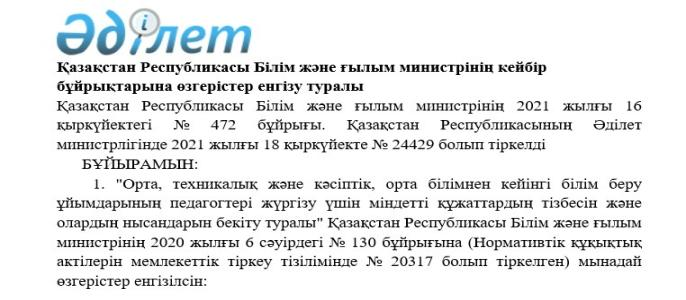 Әділет
Қазақстан Республикасы Білім және ғылым министрінің кейбір
бұйрықтарына өзгерістер енгізу туралы
Қазақстан Республикасы Білім және ғылым министрінің 2021 жылғы 16
қыркүйектегі № 472 бұйрығы. Қазақстан Республикасының Әділет
министрлігінде 2021 жылғы 18 қыркүйекте № 24429 болып тіркелді
БҰЙЫРАМЫН:
1. "Орта, техникалық және кәсіптік, орта білімнен кейінгі білім беру
ұйымдарының педагогтері жүргізу үшін міндетті құжаттардың тізбесін және
олардың нысандарын бекіту туралы" Қазақстан Республикасы Білім және ғылым
министрінің 2020 жылғы 6 сәуірдегі № 130 бұйрығына (Нормативтік құқықтық
актілерін мемлекеттік тіркеу тізілімінде № 20317 болып тіркелген) мынадай
өзгерістер енгізілсін: